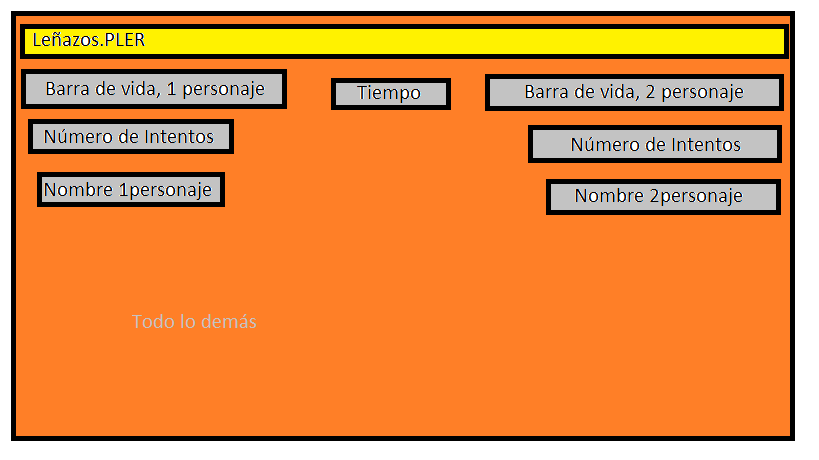 Leñazos.PLER
Barra de vida, 1 personaje
Tiempo
Barra de vida, 2 personaje
Número de Intentos
Número de Intentos
Nombre 1personaje
Nombre 2personaje
Todo lo demás